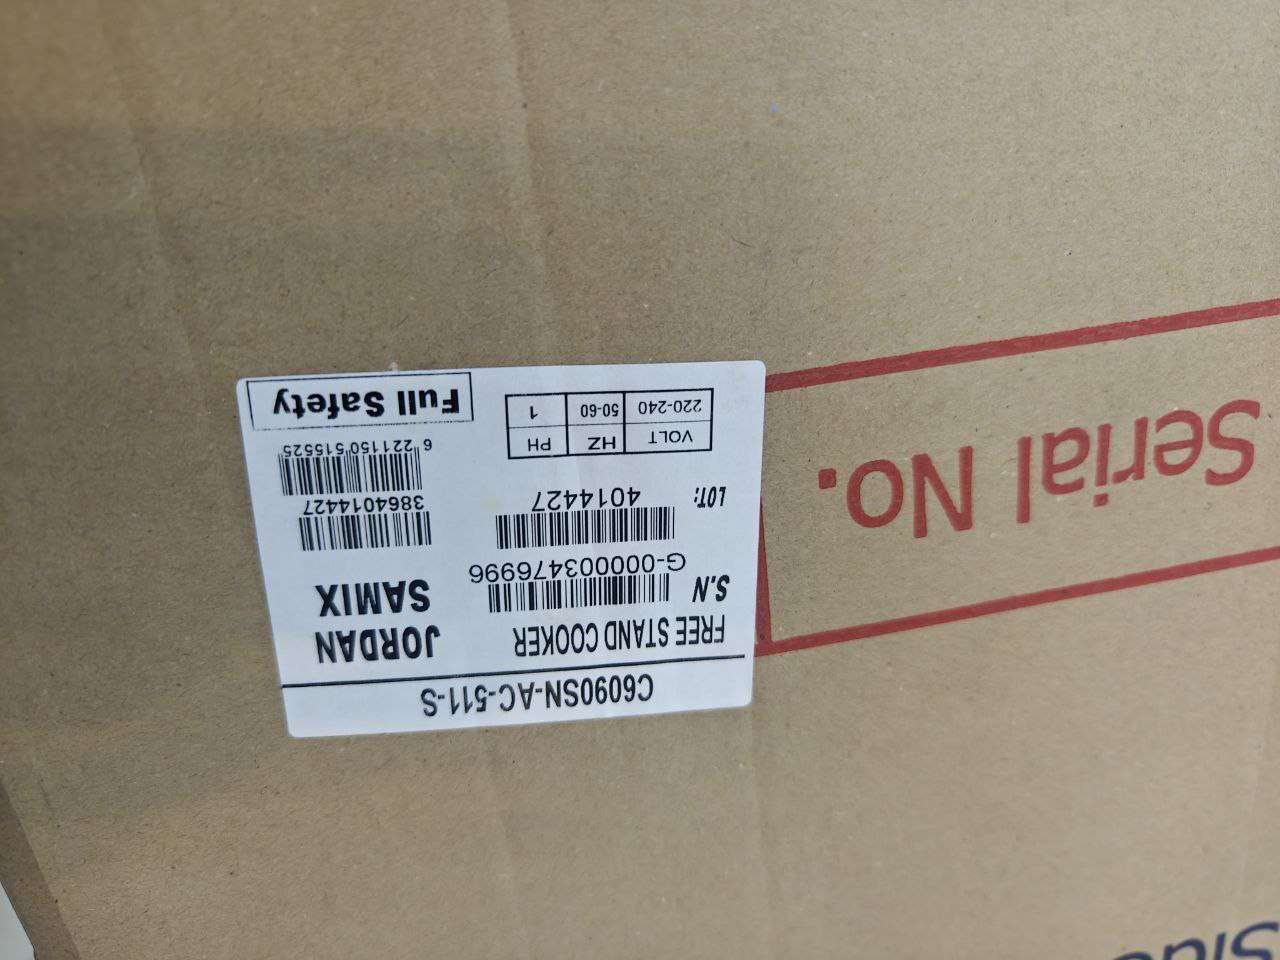 C6090SN-AC-511-S
FREE STAND COOKER
JORDAN
SAMIX
S.N
G-000003476996
LOT:
4014427
3864014427
6 221150 515525
VOLT HZ PH
220-240 50-60 1
Full Safety
Serial No.